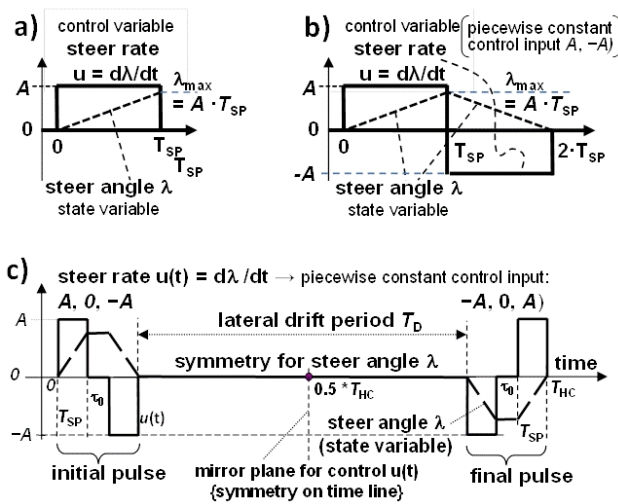 a)
control variable
steer rate
u = dλ/dt
A
λmax
= A · TSP
0
0
TSP
TSP
steer angle λ
state variable
b)
control variable
steer rate
u = dλ/dt
(piecewise constant
control input A, –A)
A
λmax
= A · TSP
0
0
TSP
2· TSP
-A
steer angle λ
state variable
c)
steer rate u(t) = dλ /dt → piecewise constant control input:
A, 0, –A
–A, 0, A)
A
lateral drift period TD
symmetry for steer angle λ
time
0
0
τ0
TSP
u(t)
0.5 * THC
τ0
TSP
THC
steer angle λ
(state variable)
–A
initial pulse
mirror plane for control u(t)
{symmetry on time line}
final pulse